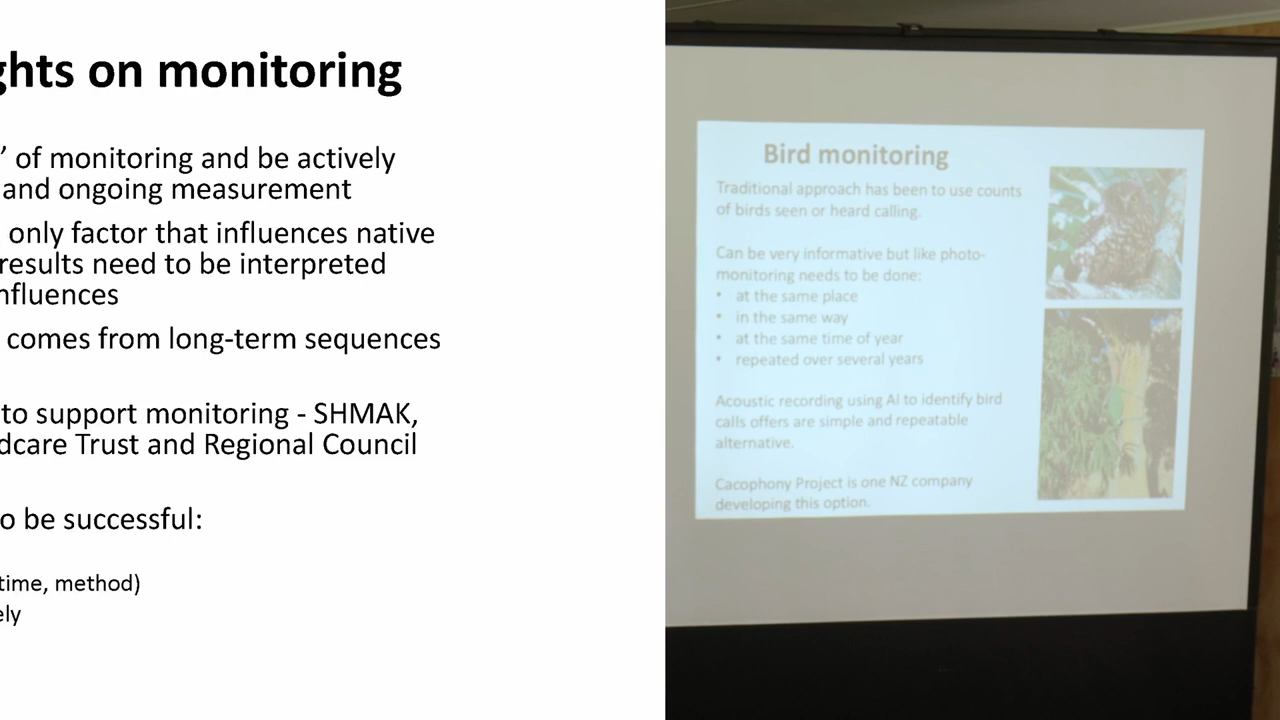 ghts on monitoring
’ of monitoring and be actively
and ongoing measurement
only factor that influences native
results need to be interpreted
nfluences
comes from long-term sequences
to support monitoring - SHMAK,
dcare Trust and Regional Council
o be successful:
time, method)
ely
Bird monitoring
Traditional approach has been to use counts
of birds seen or heard calling.
Can be very informative but like photo-
monitoring needs to be done:
• at the same place
• in the same way
• at the same time of year
• repeated over several years
Acoustic recording using AI to identify bird
calls offers are simple and repeatable
alternative.
Cacophony Project is one NZ company
developing this option.